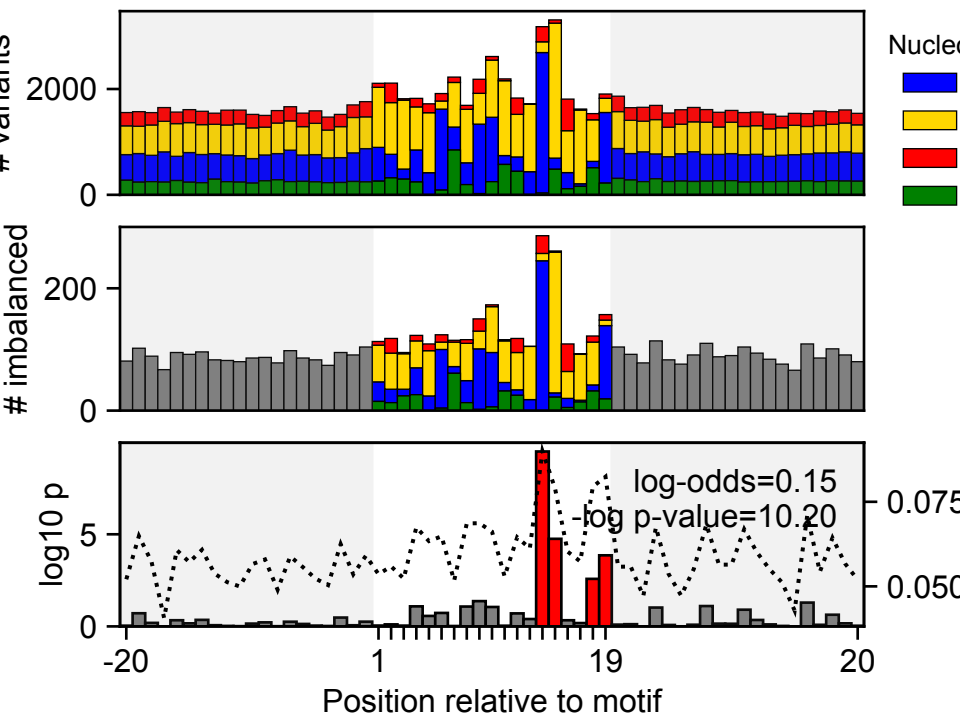 # variants
2000
0
Nucleo
# imbalanced
200
0
log10 p
5
0
log-odds=0.15
-log p-value=10.20
0.075
0.050
-20
1
19
20
Position relative to motif